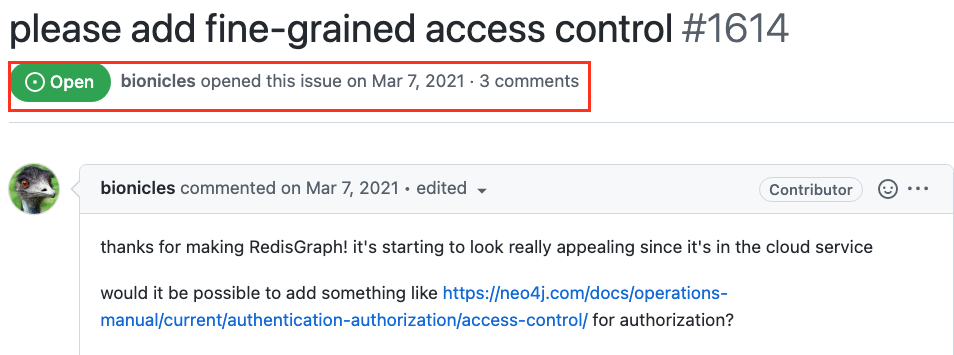 please add fine-grained access control #1614
Open bionicles opened this issue on Mar 7, 2021 · 3 comments
bionicles commented on Mar 7, 2021 • edited
Contributor
thanks for making RedisGraph! it's starting to look really appealing since it's in the cloud service
would it be possible to add something like https://neo4j.com/docs/operations-
manual/current/authentication-authorization/access-control/ for authorization?